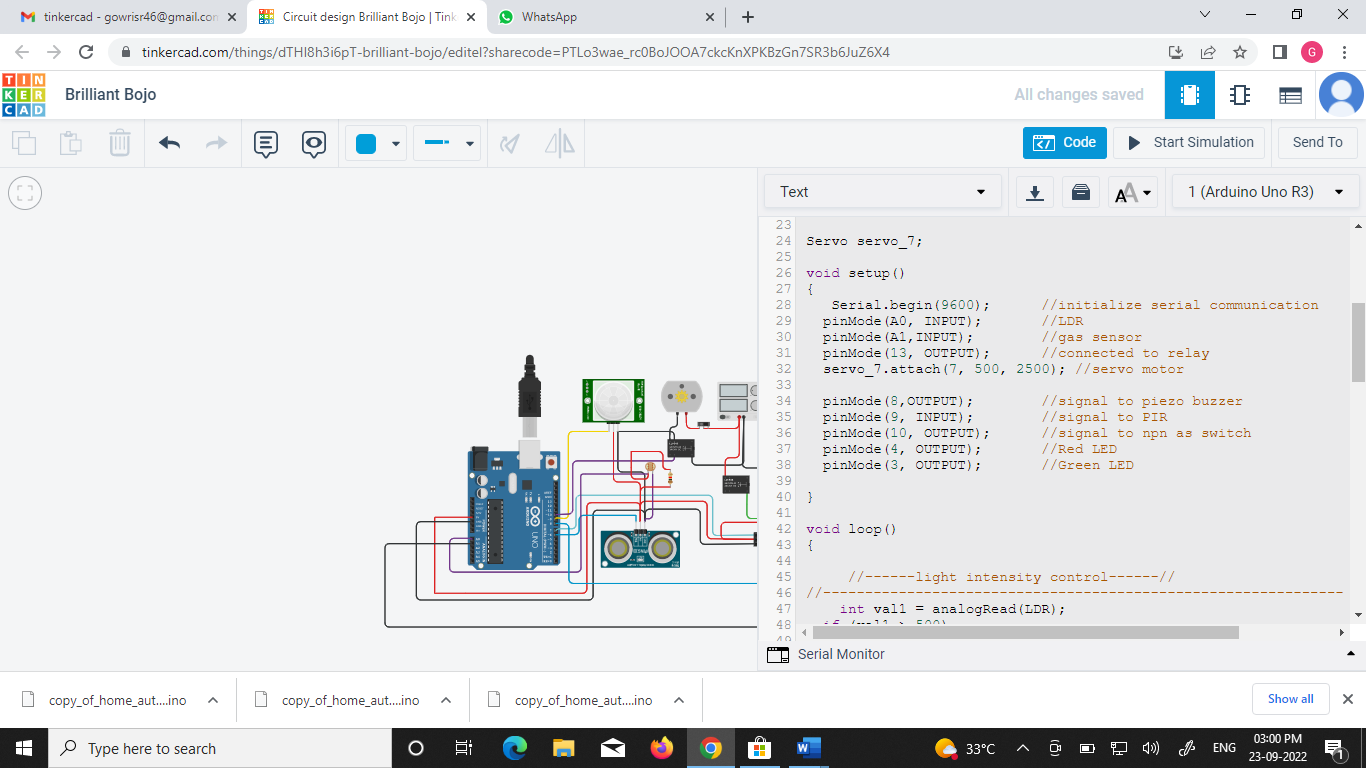 tinkercad - gowrisr46@gmail.con
Circuit design Brilliant Bojo | Tink
WhatsApp
tinkercad.com/things/dTHI8h3i6pT-brilliant-bojo/editel?sharecode=PTLo3wae_rc0BoJOOA7ckcKnXPKBzGn7SR3b6JuZ6X4
G
TIN
KER
CAD
Brilliant Bojo
All changes saved
Code
Start Simulation
Send To
Text
1 (Arduino Uno R3)
23
24 Servo servo_7;
25
26 void setup()
27 {
28 Serial.begin(9600); //initialize serial communication
29 pinMode(A0, INPUT); //LDR
30 pinMode(A1,INPUT); //gas sensor
31 pinMode(13, OUTPUT); //connected to relay
32 servo_7.attach(7, 500, 2500); //servo motor
33
34 pinMode(8,OUTPUT); //signal to piezo buzzer
35 pinMode(9, INPUT); //signal to PIR
36 pinMode(10, OUTPUT); //signal to npn as switch
37 pinMode(4, OUTPUT); //Red LED
38 pinMode(3, OUTPUT); //Green LED
39
40 }
41
42 void loop()
43 {
44
45 //------light intensity control------//
46 //--------------------------------------------------------------
47 int val1 = analogRead(LDR);
48 if (val1 > 500)
49
UNO
Serial Monitor
copy_of_home_aut....ino
copy_of_home_aut....ino
copy_of_home_aut....ino
Show all
Type here to search
33°C
ENG
03:00 PM
23-09-2022
1